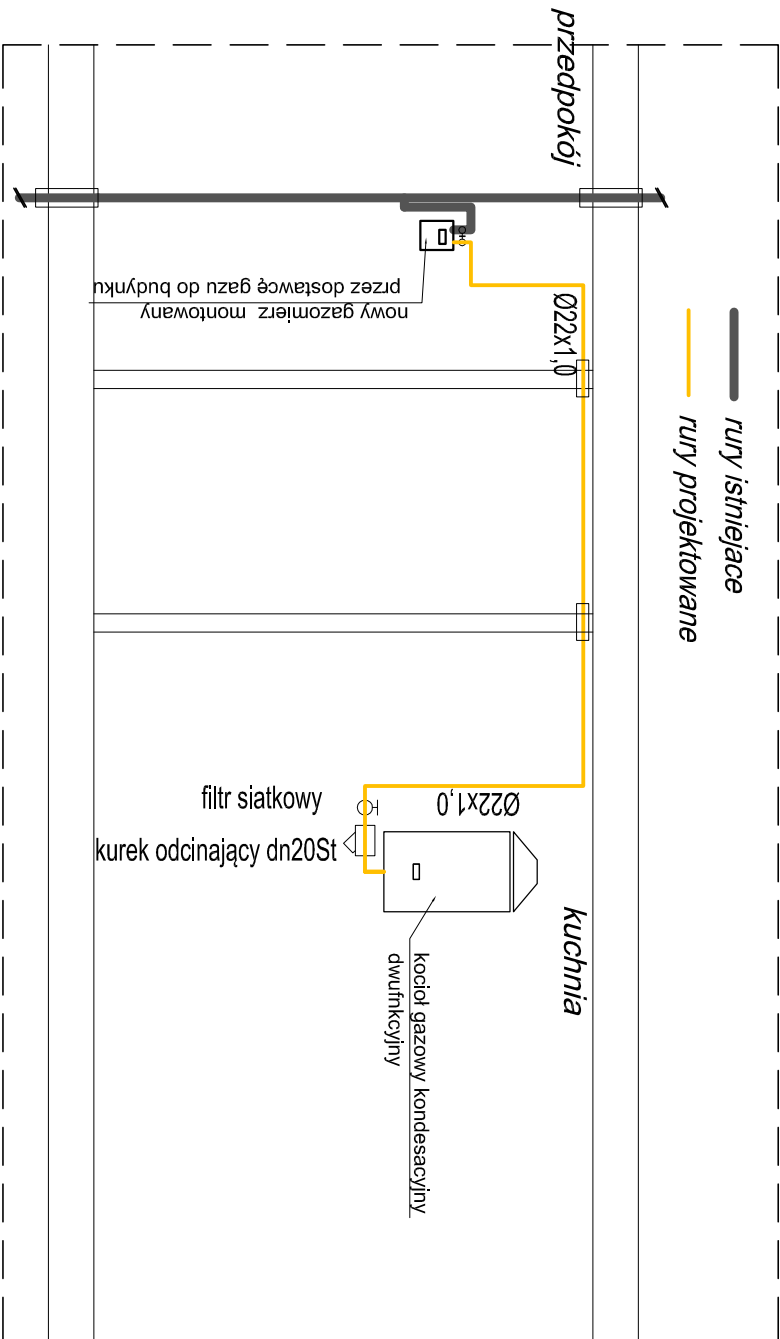 przedpokój
rury istniejace
rury projektowane
nowy gazomierz montowany
przez dostawcę gazu do budynku
Ø22x1,0
Ø22x1,0
filtr siatkowy
kurek odcinający dn20St
kuchnia
kocioł gazowy kondesacyjny
dwufnkcyjny